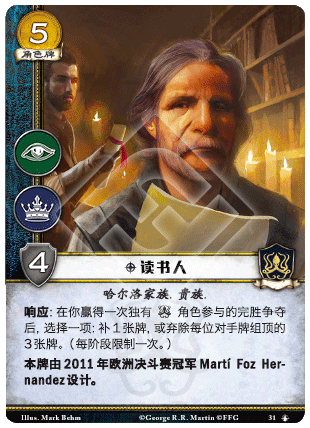 5
角色牌
4
读书人
哈尔洛家族. 贵族.
响应: 在你赢得一次独有 角色参与的完胜争夺
后, 选择一项: 补 1 张牌, 或弃除每位对手牌组顶的
3 张牌。(每阶段限制一次。)
本牌由 2011 年欧洲决斗赛冠军 Martí Foz Her-
nandez 设计。
Illus. Mark Behm ©George R.R. Martin ©FFG 31